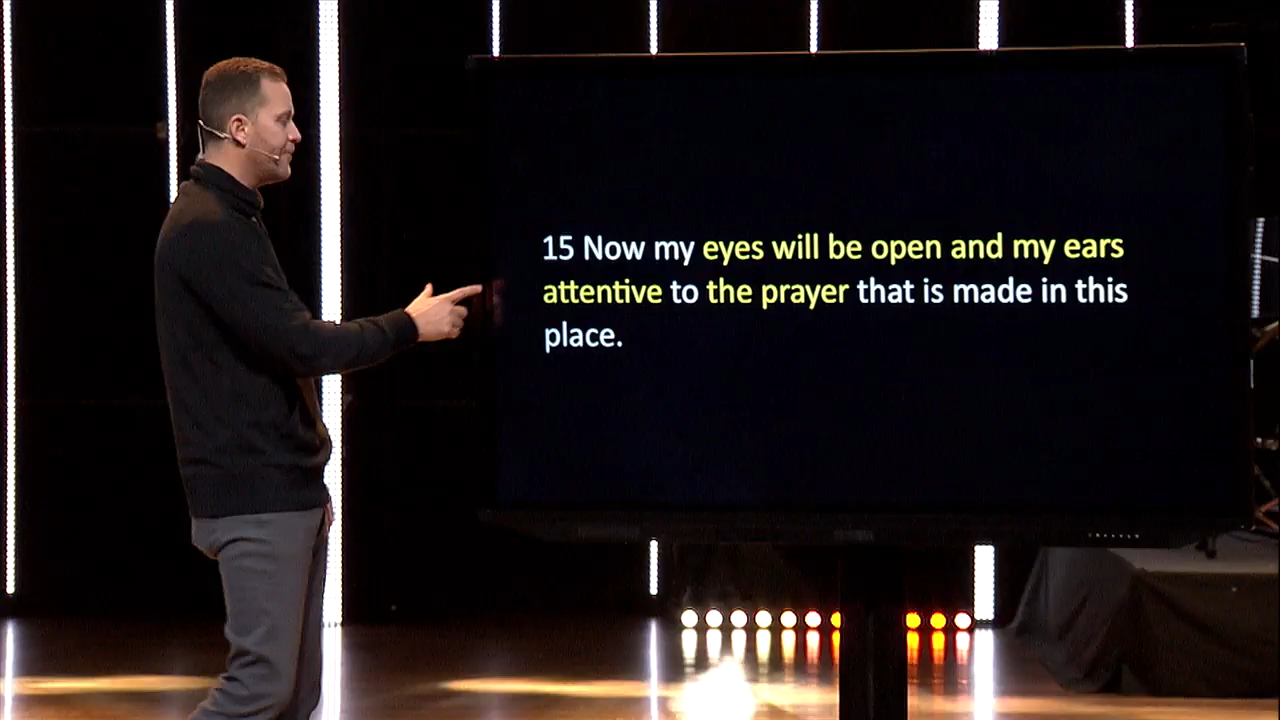 15 Now my eyes will be open and my ears
attentive to the prayer that is made in this
place.